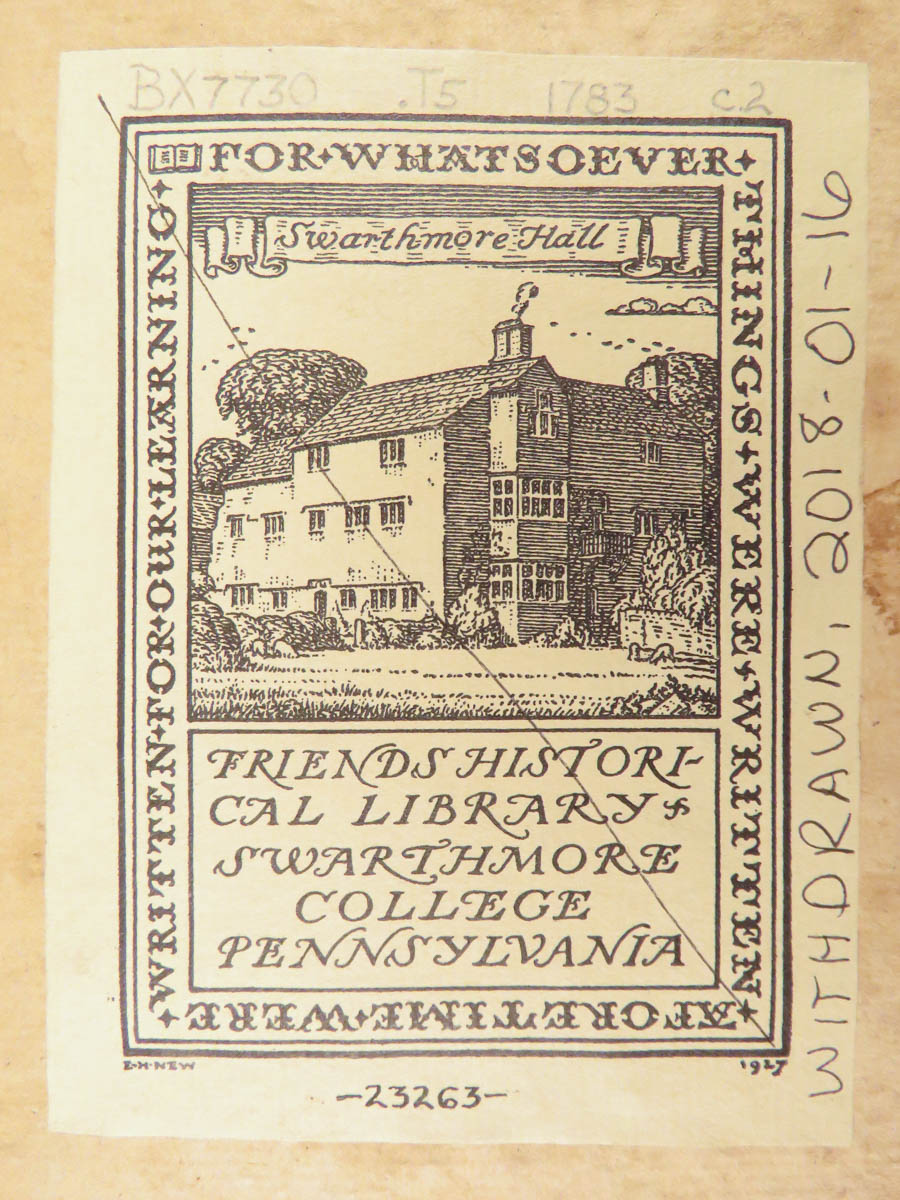 BX7730 .T5 1783 c.2
FOR·WHATSOEVER
THINGS·WERE·WRITTEN
AFORETIME·WERE
WRITTEN·FOR·OUR·LEARNING
Swarthmore Hall
FRIENDS HISTORI-
CAL LIBRARY
SWARTHMORE
COLLEGE
PENNSYLVANIA
E·H·NEW
1927
-23263-
WITHDRAWN, 2018-01-16